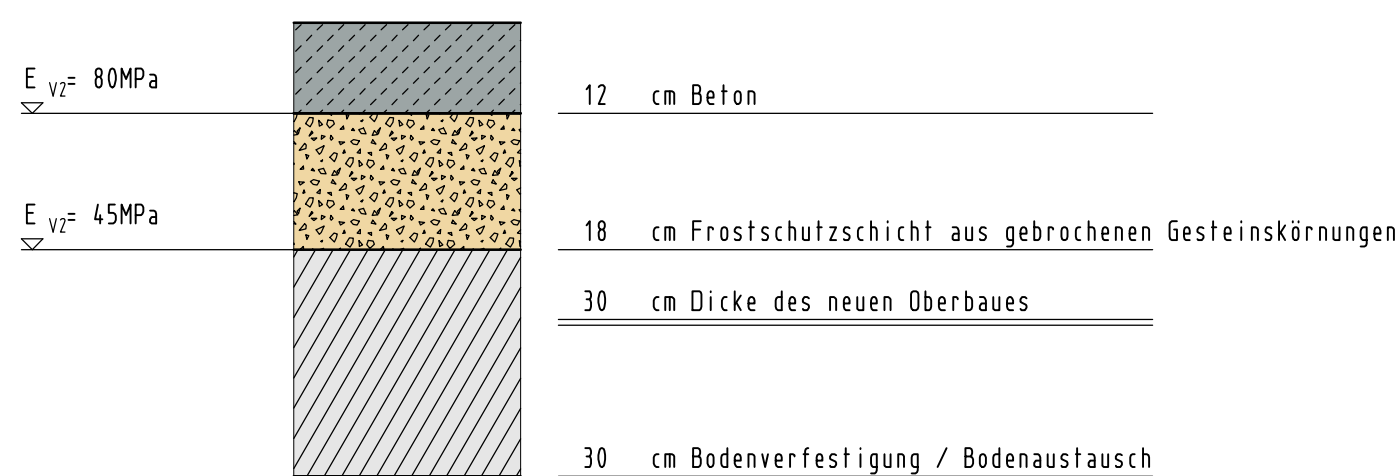 E V2= 80MPa
12 cm Beton
E V2= 45MPa
18 cm Frostschutzschicht aus gebrochenen Gesteinskörnungen
30 cm Dicke des neuen Oberbaues
30 cm Bodenverfestigung / Bodenaustausch